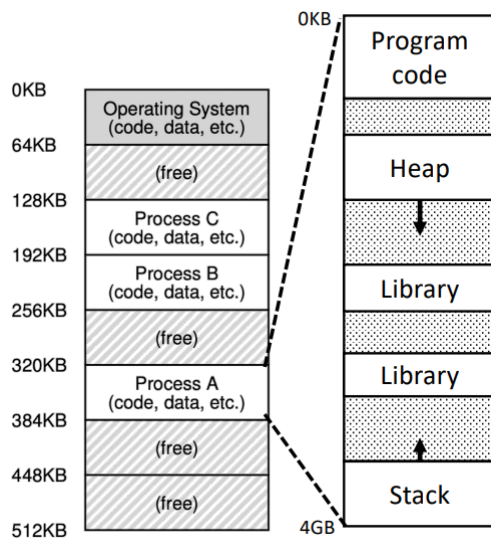 0KB
Operating System
(code, data, etc.)
64KB
(free)
128KB
Process C
(code, data, etc.)
192KB
Process B
(code, data, etc.)
256KB
(free)
320KB
Process A
(code, data, etc.)
384KB
(free)
448KB
(free)
512KB
0KB
Program
code
Heap
Library
Library
Stack
4GB